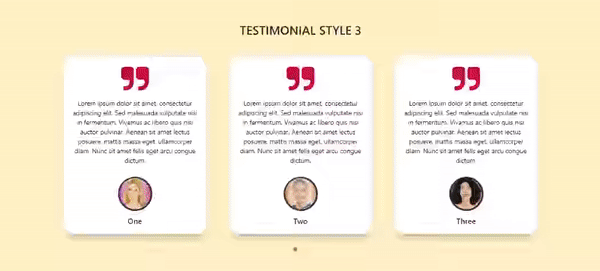 TESTIMONIAL STYLE 3
Lorem ipsum dolor sit amet, consectetur
adipiscing elit. Sed malesuada vulputate nisi
in fermentum. Vivamus ac libero quis nisi
auctor pulvinar. Aenean sit amet lectus
posuere, mattis massa eget, ullamcorper
diam. Nunc sit amet felis eget arcu congue
dictum.
One
Lorem ipsum dolor sit amet, consectetur
adipiscing elit. Sed malesuada vulputate nisi
in fermentum. Vivamus ac libero quis nisi
auctor pulvinar. Aenean sit amet lectus
posuere, mattis massa eget, ullamcorper
diam. Nunc sit amet felis eget arcu congue
dictum.
Two
Lorem ipsum dolor sit amet, consectetur
adipiscing elit. Sed malesuada vulputate nisi
in fermentum. Vivamus ac libero quis nisi
auctor pulvinar. Aenean sit amet lectus
posuere, mattis massa eget, ullamcorper
diam. Nunc sit amet felis eget arcu congue
dictum.
Three